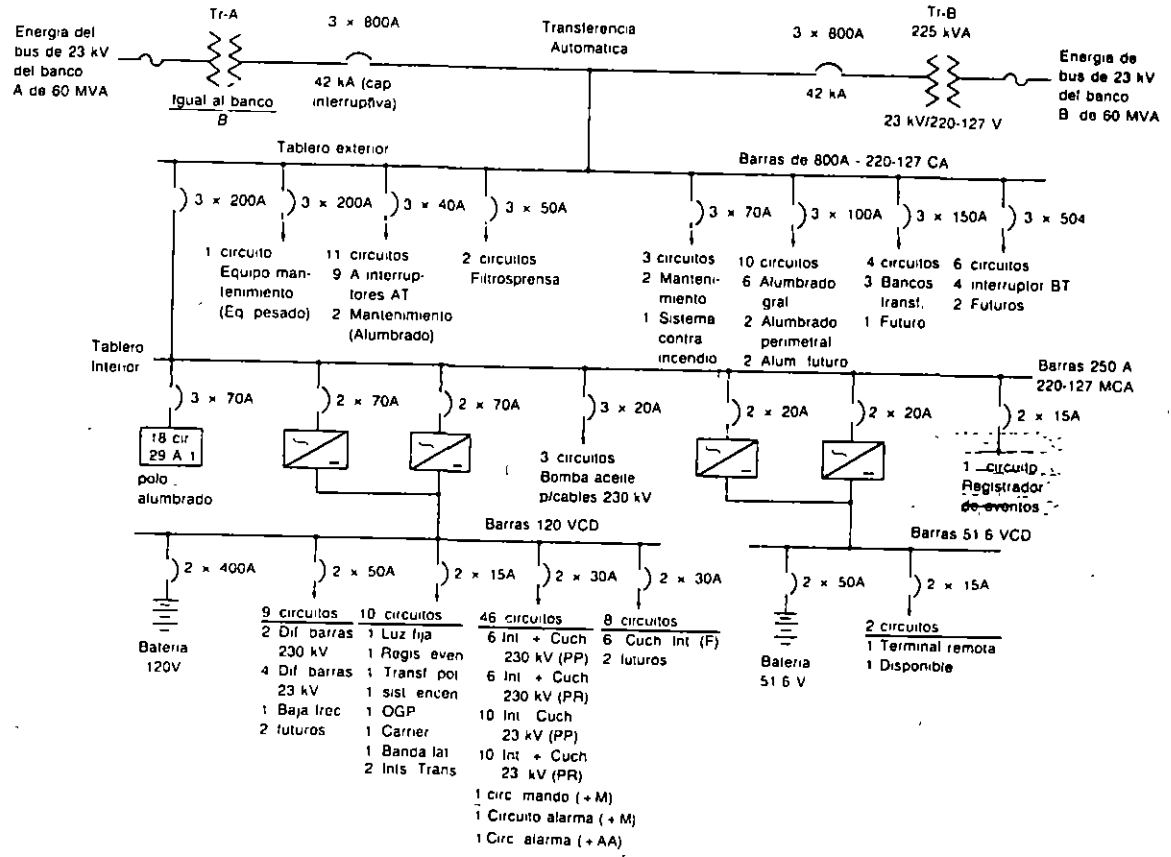 Energia del
bus de 23 kV
del banco
A de 60 MVA
Tr-A
Igual al banco
B
3 × 800A
42 kA (cap
interruptiva)
Transferencia
Automatica
3 × 800A
42 kA
Tr-B
225 kVA
23 kV/220-127 V
Energia de
bus de 23 kV
del banco
B de 60 MVA
Tablero exterior
Barras de 800A - 220-127 CA
3 × 200A
3 × 200A
3 × 40A
3 × 50A
3 × 70A
3 × 100A
3 × 150A
3 × 504
1 circuito
Equipo man-
tenimiento
(Eq pesado)
11 circuitos
9 A interrup-
tores AT
2 Mantenimiento
(Alumbrado)
2 circuitos
Filtrosprensa
3 circuitos
2 Manteni-
miento
1 Sistema
contra
incendio
10 circuitos
6 Alumbrado
gral
2 Alumbrado
perimetral
2 Alum futuro
4 circuitos
3 Bancos
transf.
1 Futuro
6 circuitos
4 interruptor BT
2 Futuros
Tablero
Interior
Barras 250 A
220-127 MCA
3 × 70A
2 × 70A
2 × 70A
3 × 20A
2 × 20A
2 × 20A
2 × 15A
18 cir
29 A 1
polo
alumbrado
3 circuitos
Bomba aceite
p/cables 230 kV
1 circuito
Registrador
de eventos
Barras 120 VCD
Barras 51 6 VCD
2 × 400A
2 × 50A
2 × 15A
2 × 30A
2 × 30A
2 × 50A
2 × 15A
Bateria
120V
9 circuitos
2 Dif barras
230 kV
4 Dif barras
23 kV
1 Baja frec
2 futuros
10 circuitos
1 Luz fija
1 Regis even
1 Transf pol
1 sist encen
1 OGP
1 Carrier
1 Banda lat
2 Ints Trans
46 circuitos
6 Int + Cuch
230 kV (PP)
6 Int + Cuch
230 kV (PR)
10 Int Cuch
23 kV (PP)
10 Int + Cuch
23 kV (PR)
1 circ mando (+ M)
1 Circuito alarma (+ M)
1 Circ alarma (+ AA)
8 circuitos
6 Cuch Int (F)
2 futuros
Bateria
51 6 V
2 circuitos
1 Terminal remota
1 Disponible